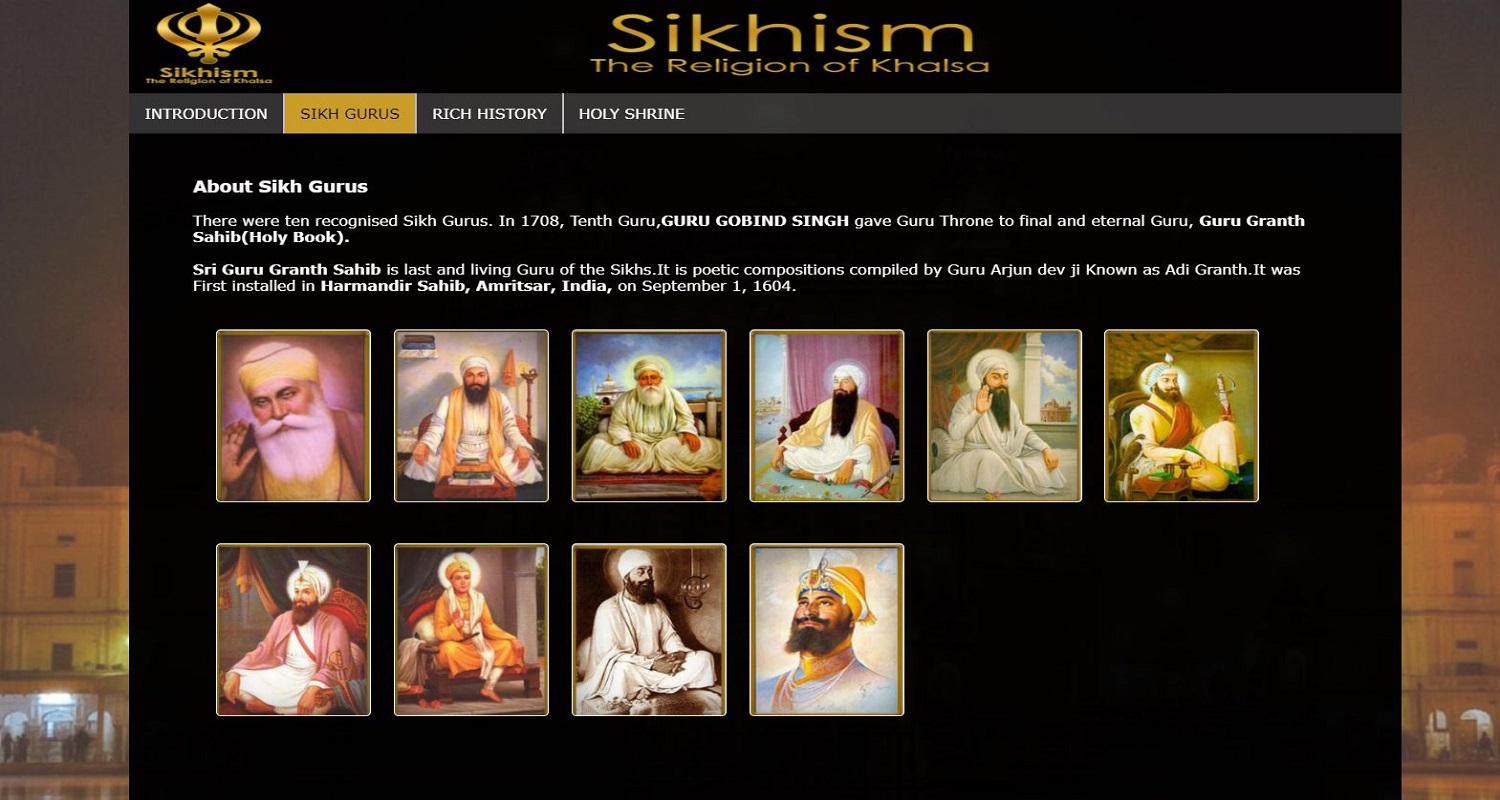 Sikhism
The Religion of Khalsa
Sikhism
The Religion of Khalsa
INTRODUCTION SIKH GURUS RICH HISTORY HOLY SHRINE
About Sikh Gurus
There were ten recognised Sikh Gurus. In 1708, Tenth Guru,GURU GOBIND SINGH gave Guru Throne to final and eternal Guru, Guru Granth
Sahib(Holy Book).
Sri Guru Granth Sahib is last and living Guru of the Sikhs.It is poetic compositions compiled by Guru Arjun dev ji Known as Adi Granth.It was
First installed in Harmandir Sahib, Amritsar, India, on September 1, 1604.